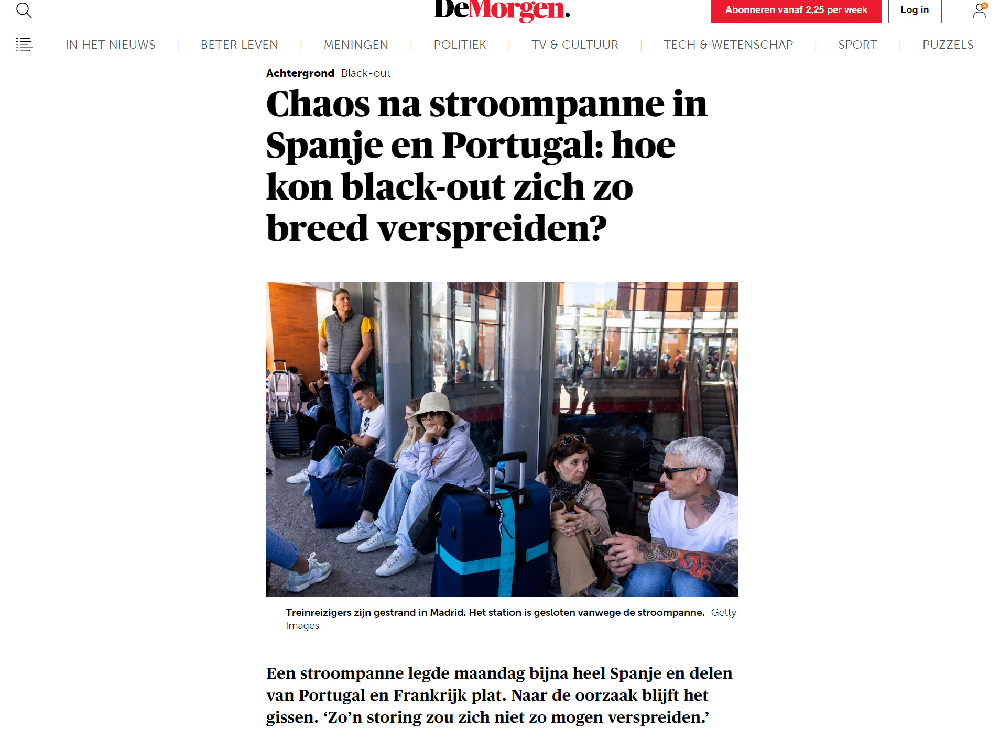 DeMorgen.
Abonneren vanaf 2,25 per week
Log in
IN HET NIEUWS
BETER LEVEN
MENINGEN
POLITIEK
TV & CULTUUR
TECH & WETENSCHAP
SPORT
PUZZELS
Achtergrond Black-out
Chaos na stroompanne in
Spanje en Portugal: hoe
kon black-out zich zo
breed verspreiden?
Treinreizigers zijn gestrand in Madrid. Het station is gesloten vanwege de stroompanne. Getty
Images
Een stroompanne legde maandag bijna heel Spanje en delen
van Portugal en Frankrijk plat. Naar de oorzaak blijft het
gissen. ‘Zo’n storing zou zich niet zo mogen verspreiden.’